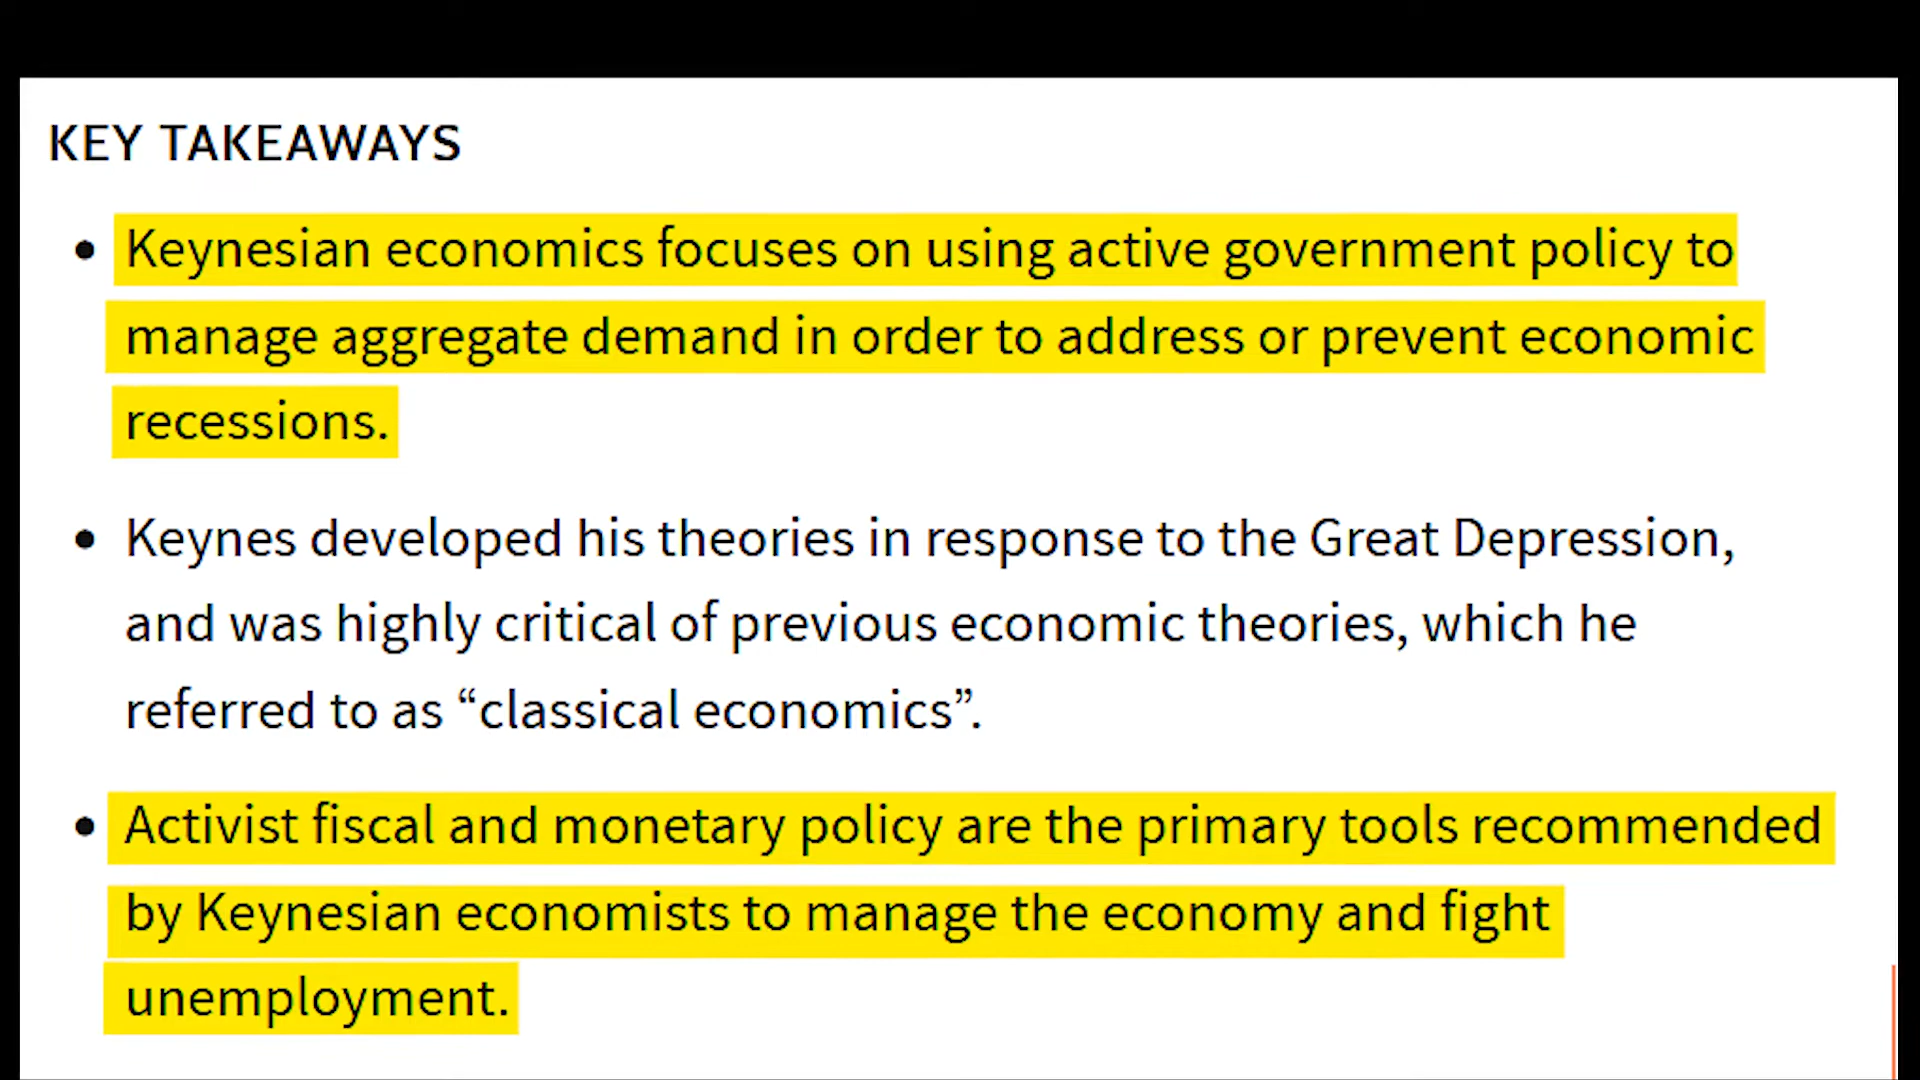 KEY TAKEAWAYS
• Keynesian economics focuses on using active government policy to
manage aggregate demand in order to address or prevent economic
recessions.
• Keynes developed his theories in response to the Great Depression,
and was highly critical of previous economic theories, which he
referred to as “classical economics”.
• Activist fiscal and monetary policy are the primary tools recommended
by Keynesian economists to manage the economy and fight
unemployment.